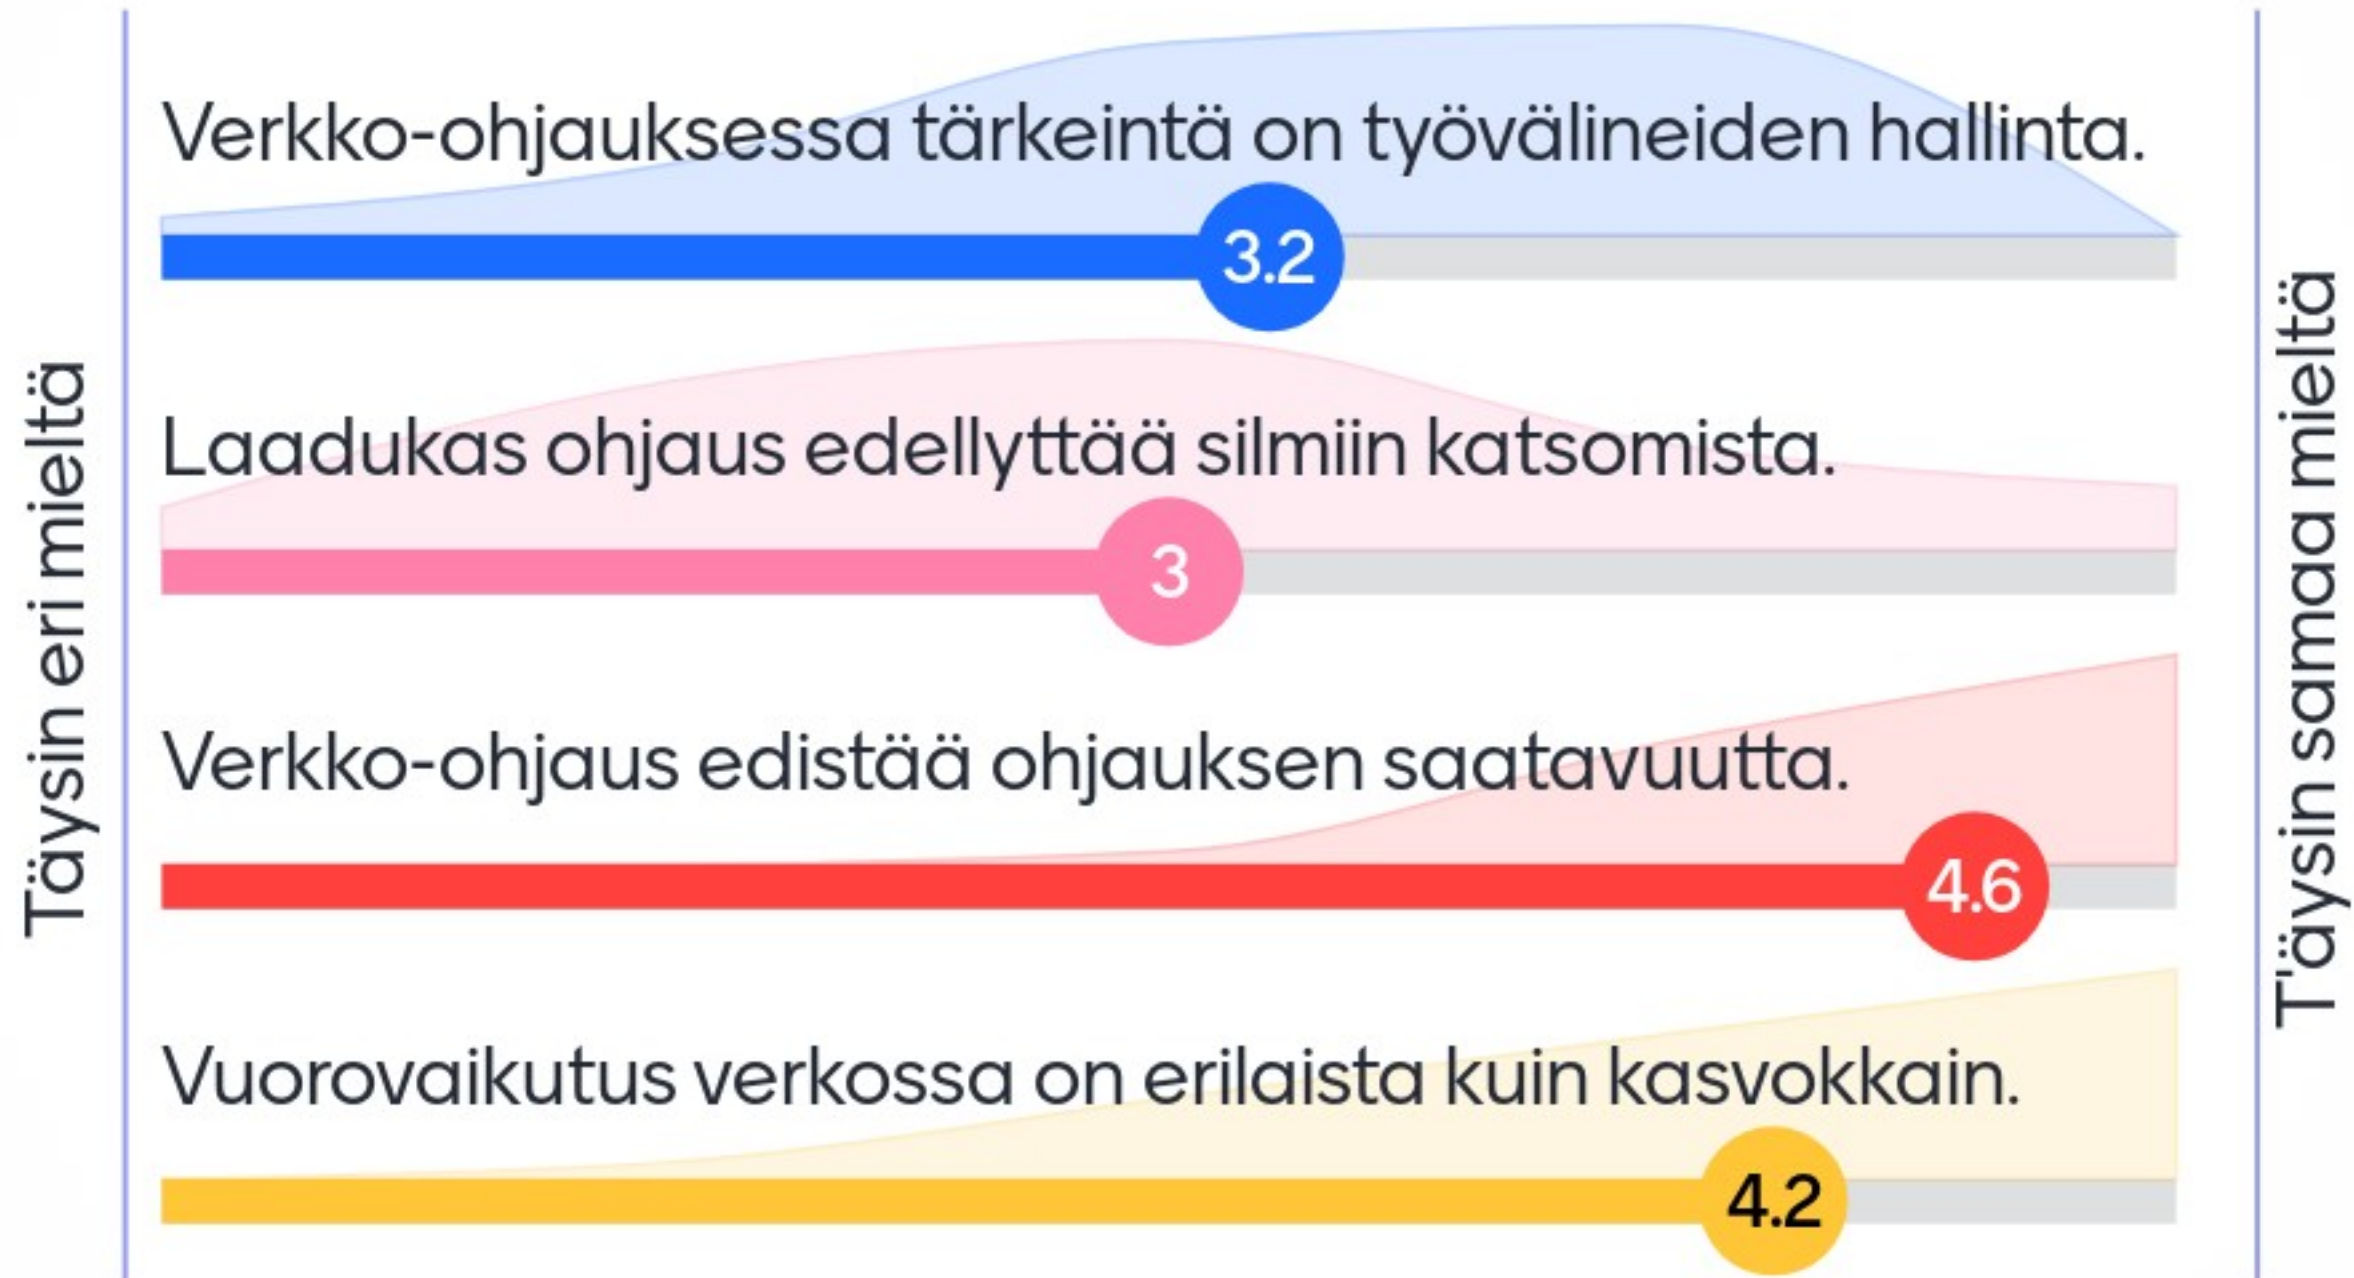 Täysin eri mieltä
Verkko-ohjauksessa tärkeintä on työvälineiden hallinta.
3.2
Laadukas ohjaus edellyttää silmiin katsomista.
3
Verkko-ohjaus edistää ohjauksen saatavuutta.
4.6
Vuorovaikutus verkossa on erilaista kuin kasvokkain.
4.2
Täysin samaa mieltä